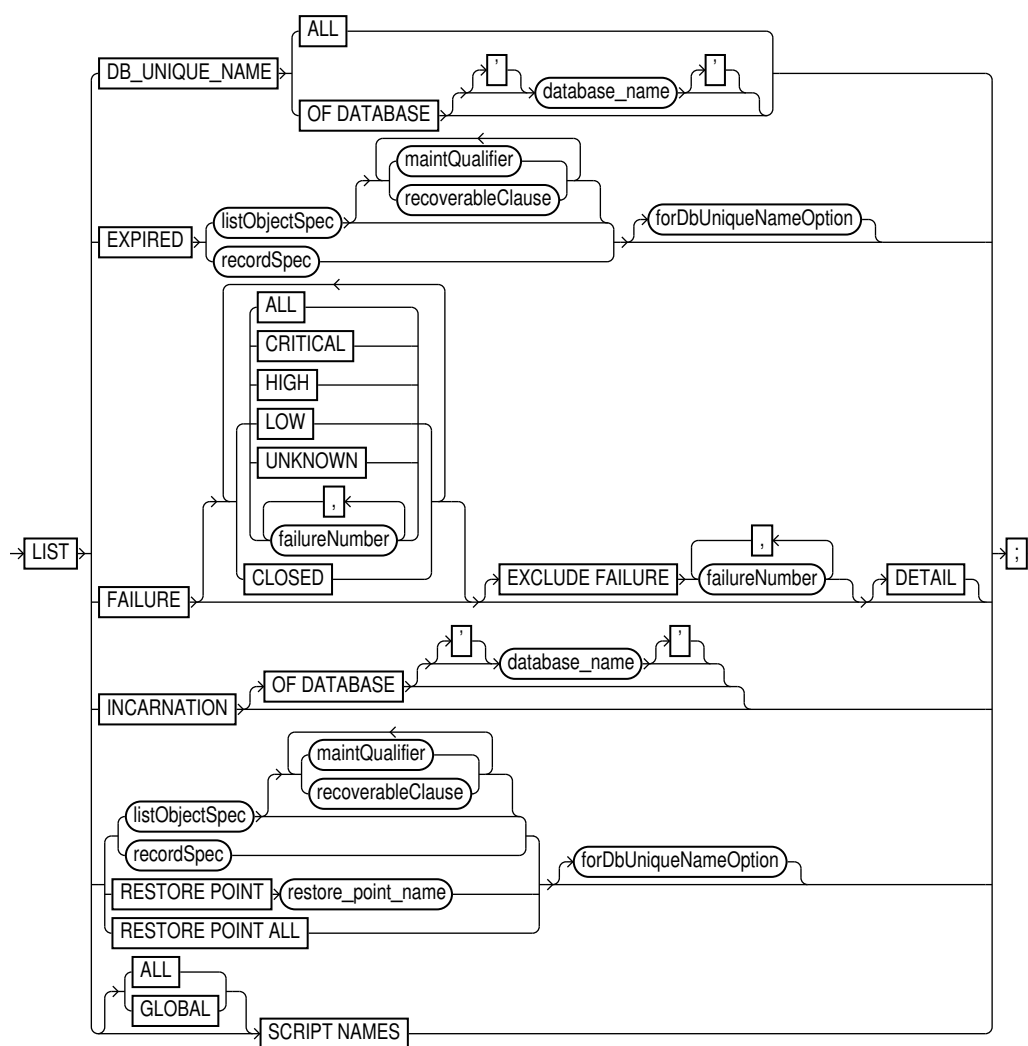 ALL
DB_UNIQUE_NAME
' '
database_name
OF DATABASE
maintQualifier
recoverableClause
listObjectSpec
forDbUniqueNameOption
EXPIRED
recordSpec
ALL
CRITICAL
HIGH
LOW
UNKNOWN
,
failureNumber
LIST
CLOSED
EXCLUDE FAILURE
,
failureNumber
DETAIL
;
FAILURE
' '
database_name
OF DATABASE
INCARNATION
maintQualifier
recoverableClause
listObjectSpec
recordSpec
forDbUniqueNameOption
RESTORE POINT restore_point_name
RESTORE POINT ALL
ALL
GLOBAL
SCRIPT NAMES